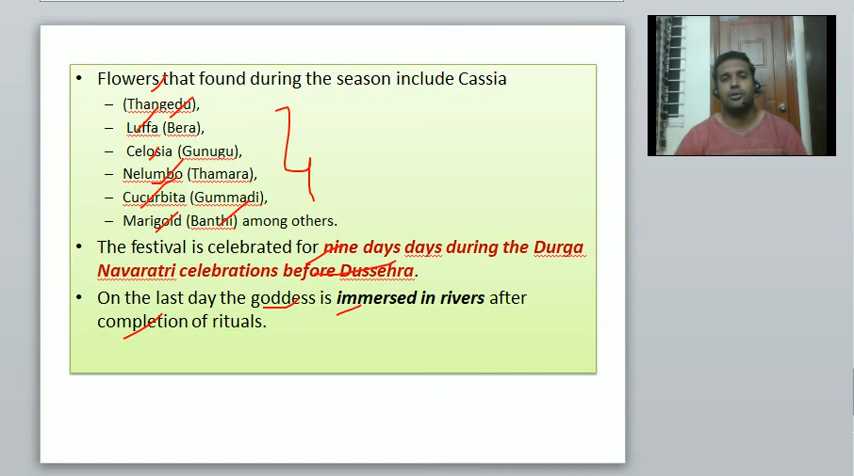 • Flowers that found during the season include Cassia
– (Thangedu),
– Luffa (Bera),
– Celosia (Gunugu),
– Nelumbo (Thamara),
– Cucurbita (Gummadi),
– Marigold (Banthi) among others.
• The festival is celebrated for nine days days during the Durga
Navaratri celebrations before Dussehra.
• On the last day the goddess is immersed in rivers after
completion of rituals.